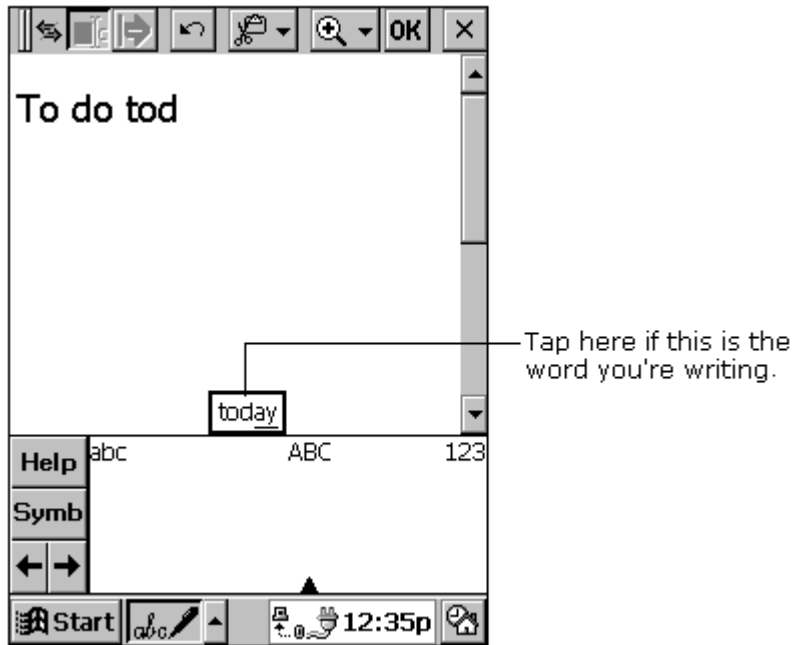 OK
To do tod
Tap here if this is the
word you're writing.
today
Help abc ABC 123
Symb
Start abc 12:35p